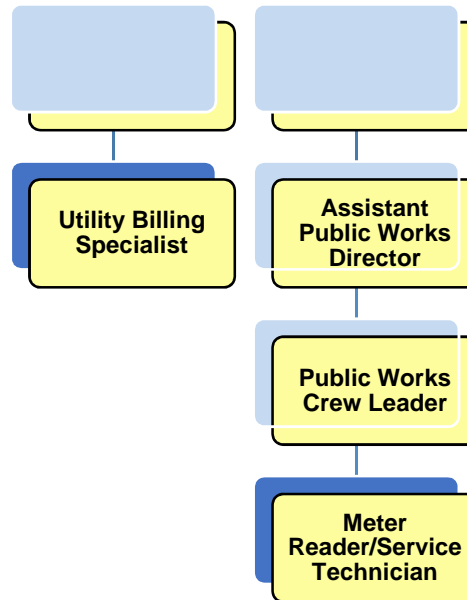 Utility Billing
Specialist
Assistant
Public Works
Director
Public Works
Crew Leader
Meter
Reader/Service
Technician